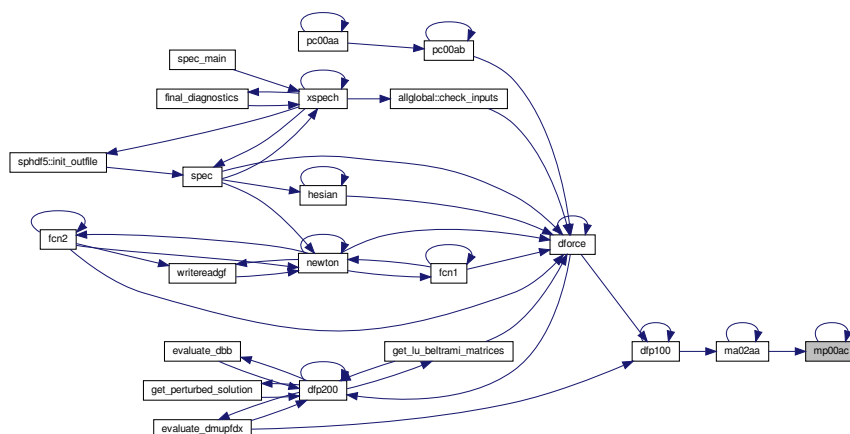 pc00aa
pc00ab
spec_main
final_diagnostics
xspech
allglobal::check_inputs
sphdf5::init_outfile
spec
hesian
fcn2
dforce
writereadgf
newton
fcn1
evaluate_dbb
get_lu_beltrami_matrices
dfp100
ma02aa
mp00ac
get_perturbed_solution
dfp200
evaluate_dmupfdx